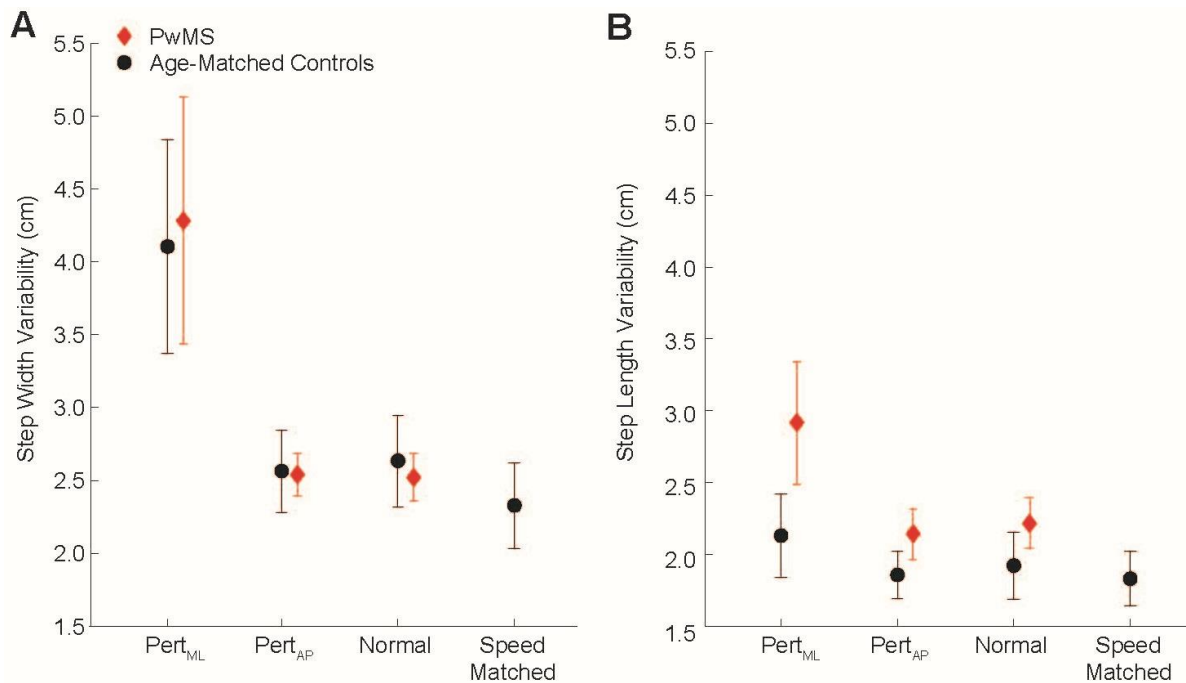 A
PwMS
Age-Matched Controls
Step Width Variability (cm)
5.5
5.0
4.5
4.0
3.5
3.0
2.5
2.0
1.5
PertML
PertAP
Normal
Speed
Matched
B
Step Length Variability (cm)
5.5
5.0
4.5
4.0
3.5
3.0
2.5
2.0
1.5
PertML
PertAP
Normal
Speed
Matched